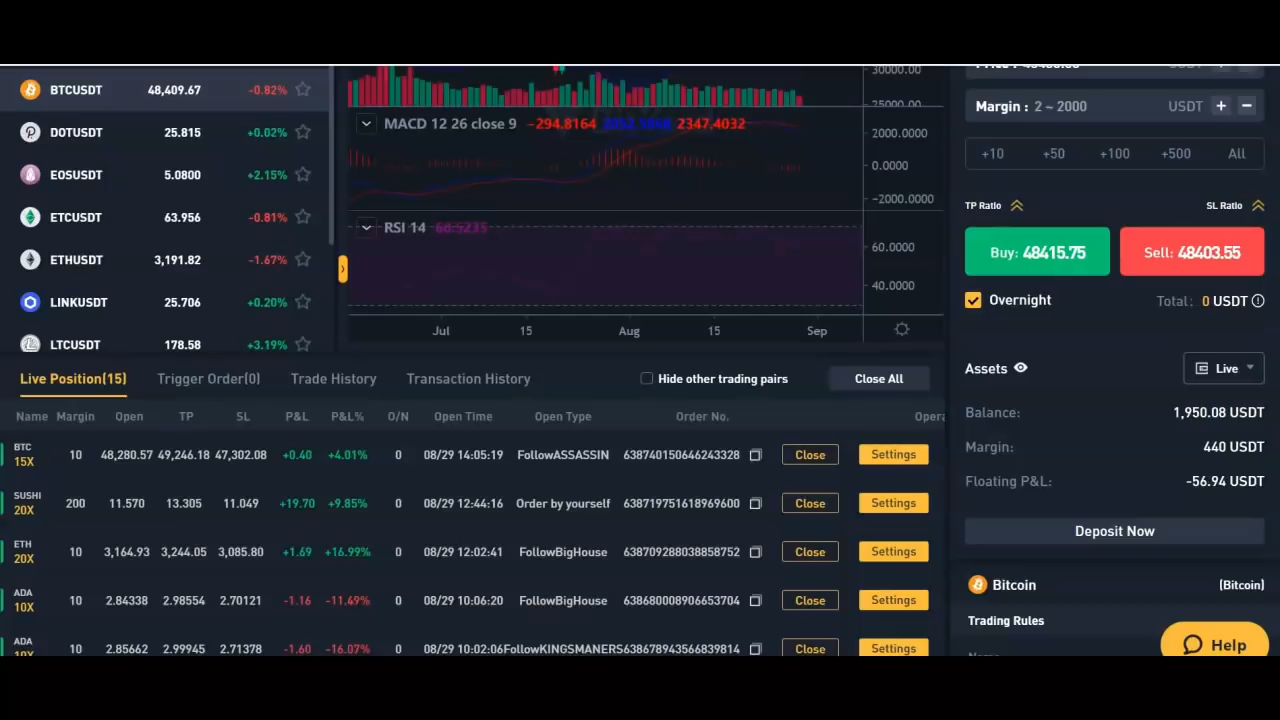 BTCUSDT 48,409.67 -0.82%
DOTUSDT 25.815 +0.02%
EOSUSDT 5.0800 +2.15%
ETCUSDT 63.956 -0.81%
ETHUSDT 3,191.82 -1.67%
LINKUSDT 25.706 +0.20%
LTCUSDT 178.58 +3.19%
30000.00
25000.00
MACD 12 26 close 9 -294.8164 2052.5868 2347.4032
2000.0000
0.0000
-2000.0000
RSI 14 66.5235
60.0000
40.0000
Jul 15 Aug 15 Sep
USDT + -
Margin : 2 ~ 2000 USDT + -
+10 +50 +100 +500 All
TP Ratio SL Ratio
Buy: 48415.75 Sell: 48403.55
Overnight Total : 0 USDT
Assets Live
Balance: 1,950.08 USDT
Margin: 440 USDT
Floating P&L: -56.94 USDT
Deposit Now
Bitcoin (Bitcoin)
Trading Rules
Help
Live Position(15) Trigger Order(0) Trade History Transaction History Hide other trading pairs Close All
Name Margin Open TP SL P&L P&L% O/N Open Time Open Type Order No. Opera
BTC 15X 10 48,280.57 49,246.18 47,302.08 +0.40 +4.01% 0 08/29 14:05:19 FollowASSASSIN 638740150646243328 Close Settings
SUSHI 20X 200 11.570 13.305 11.049 +19.70 +9.85% 0 08/29 12:44:16 Order by yourself 638719751618969600 Close Settings
ETH 20X 10 3,164.93 3,244.05 3,085.80 +1.69 +16.99% 0 08/29 12:02:41 FollowBigHouse 638709288038858752 Close Settings
ADA 10X 10 2.84338 2.98554 2.70121 -1.16 -11.49% 0 08/29 10:06:20 FollowBigHouse 638680008906653704 Close Settings
ADA 10X 10 2.85662 2.99945 2.71378 -1.60 -16.07% 0 08/29 10:02:06 FollowKINGSMANERS 638678943566839814 Close Settings